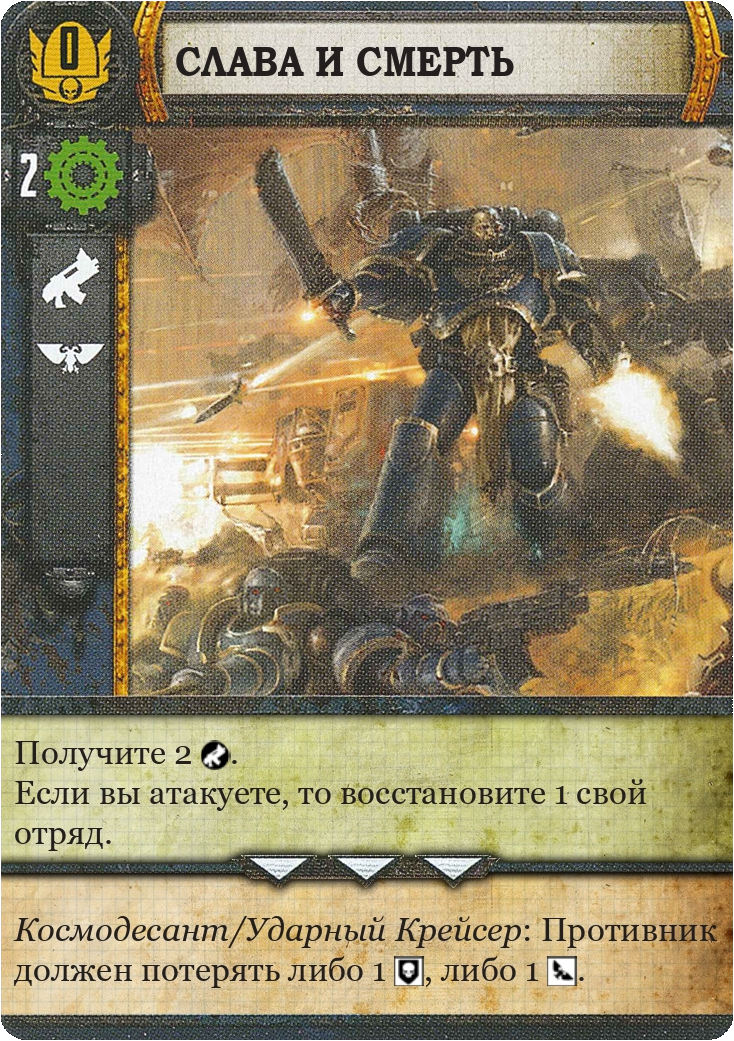 0
СЛАВА И СМЕРТЬ
2
Получите 2 .
Если вы атакуете, то восстановите 1 свой
отряд.
Космодесант/Ударный Крейсер: Противник
должен потерять либо 1 , либо 1 .